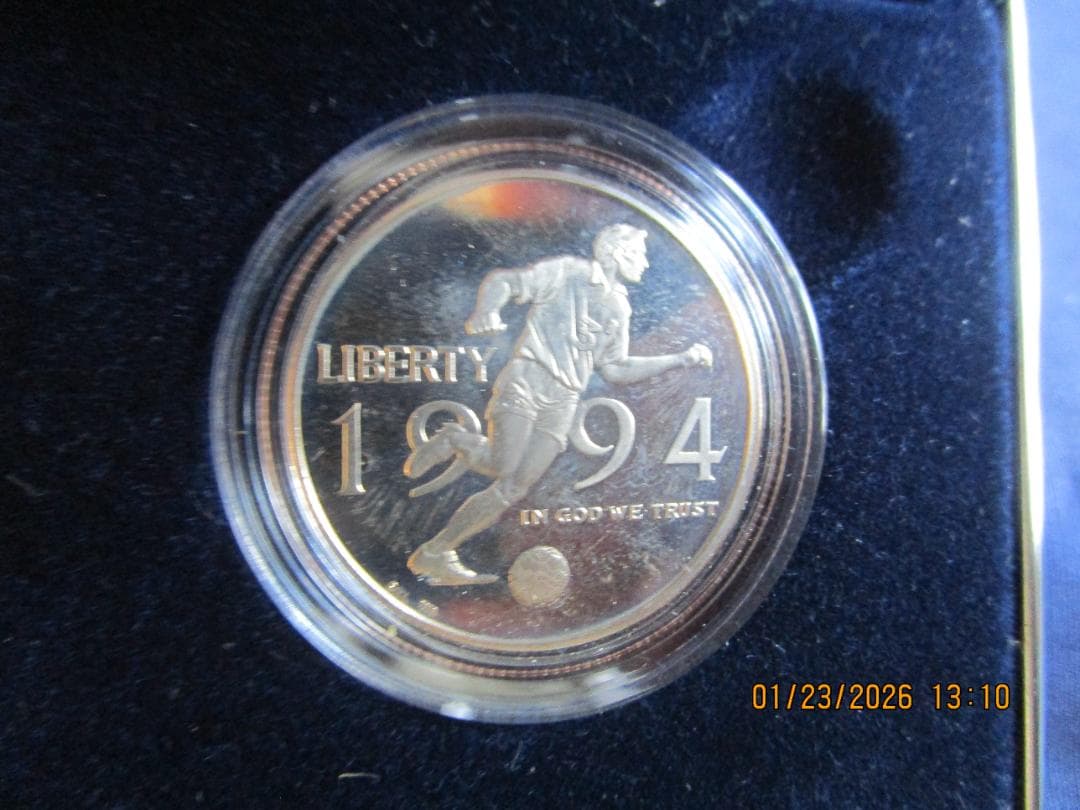 LIBERTY
1994
IN GOD WE TRUST
01/23/2026 13:10